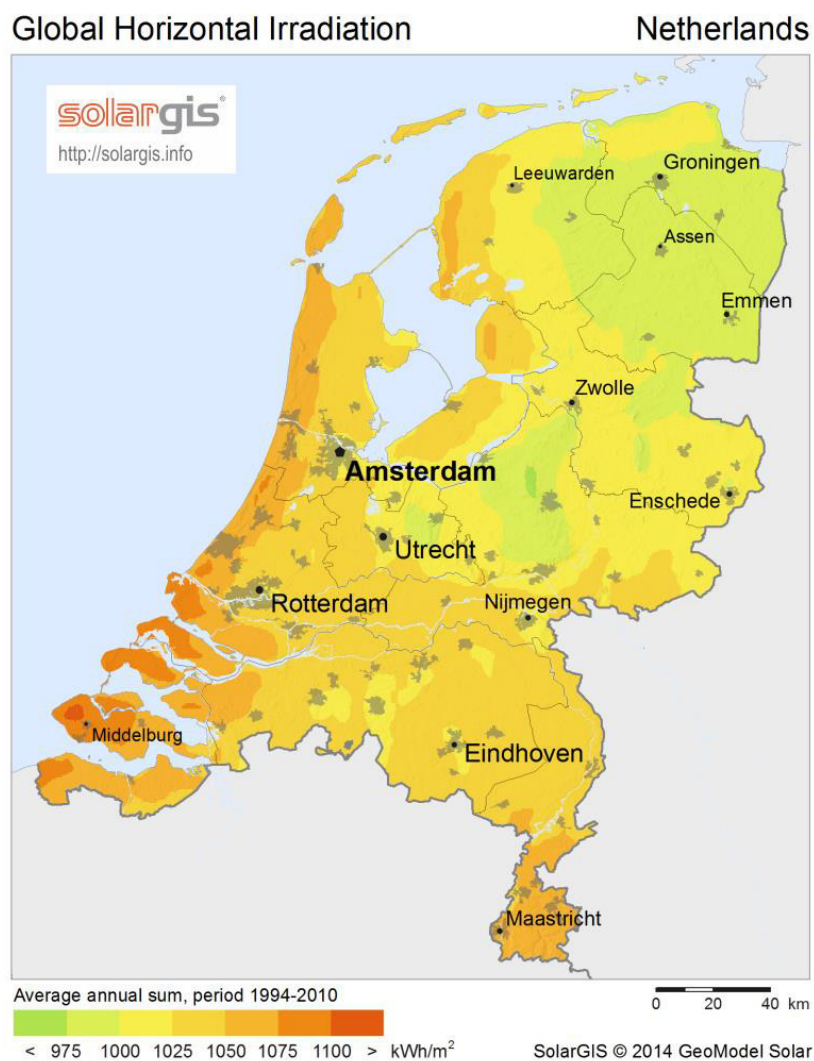 Global Horizontal Irradiation Netherlands
solargis®
http://solargis.info
Leeuwarden
Groningen
Assen
Emmen
Zwolle
Amsterdam
Enschede
Utrecht
Rotterdam
Nijmegen
Middelburg
Eindhoven
Maastricht
Average annual sum, period 1994-2010
0 20 40 km
< 975 1000 1025 1050 1075 1100 > kWh/m²
SolarGIS © 2014 GeoModel Solar